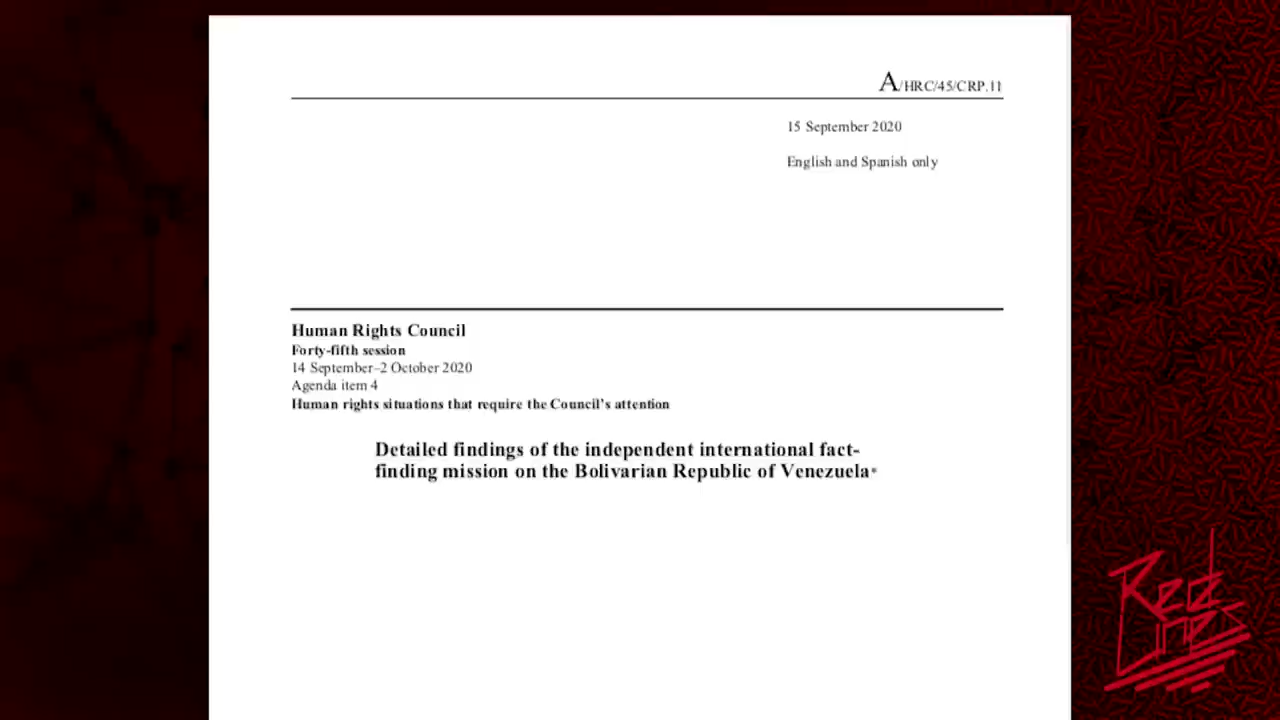 A/HRC/45/CRP.11
15 September 2020
English and Spanish only
Human Rights Council
Forty-fifth session
14 September–2 October 2020
Agenda item 4
Human rights situations that require the Council's attention
Detailed findings of the independent international fact-
finding mission on the Bolivarian Republic of Venezuela*
Red
Lines